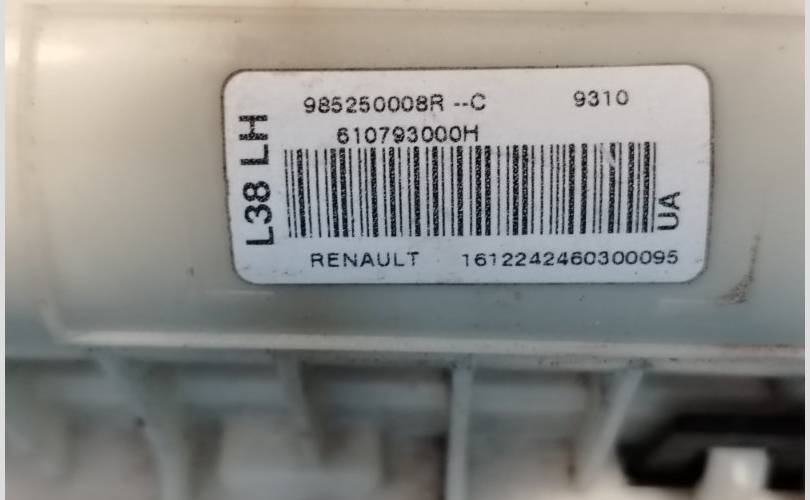 985250008R --C 9310
610793000H
L38 LH
UA
RENAULT 1612242460300095